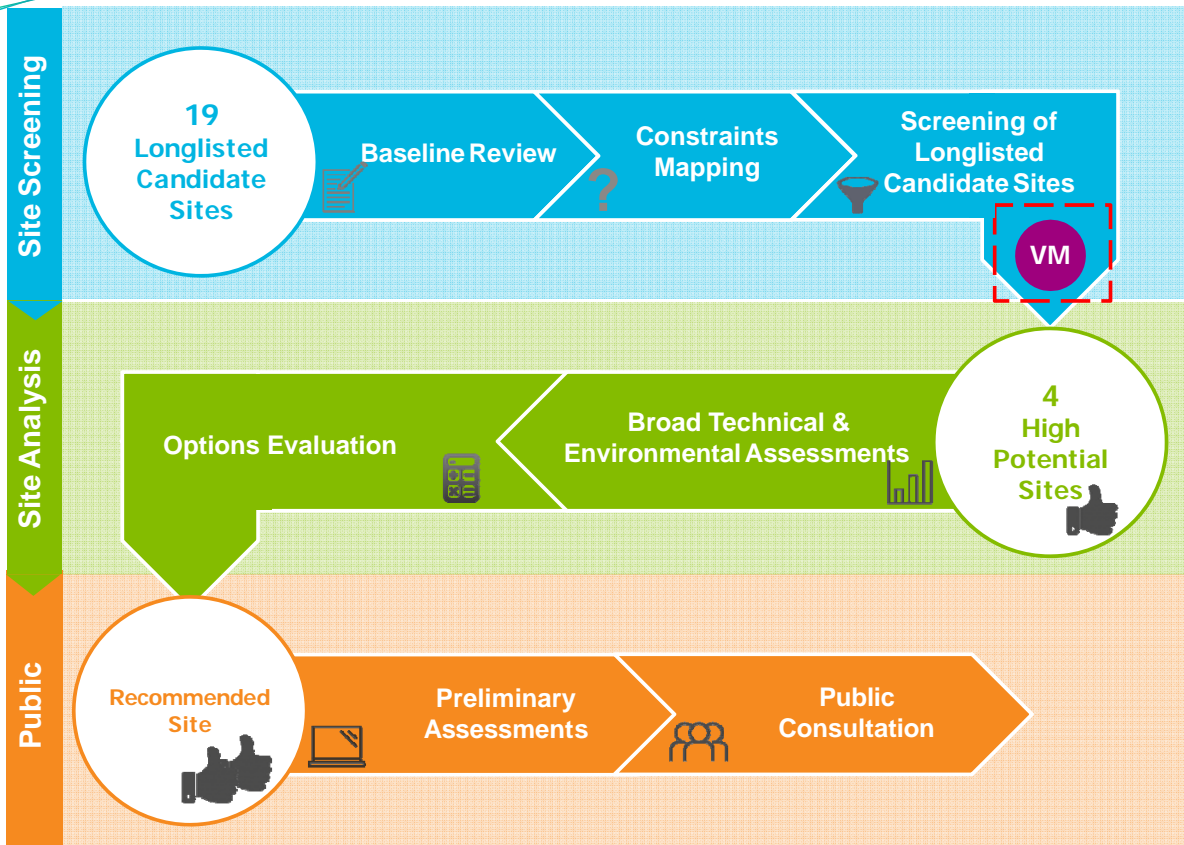 Site Screening
19
Longlisted
Candidate
Sites
Baseline Review
Constraints
Mapping
Screening of
Longlisted
Candidate Sites
VM
Site Analysis
4
High
Potential
Sites
Broad Technical &
Environmental Assessments
Options Evaluation
Public
Recommended
Site
Preliminary
Assessments
Public
Consultation